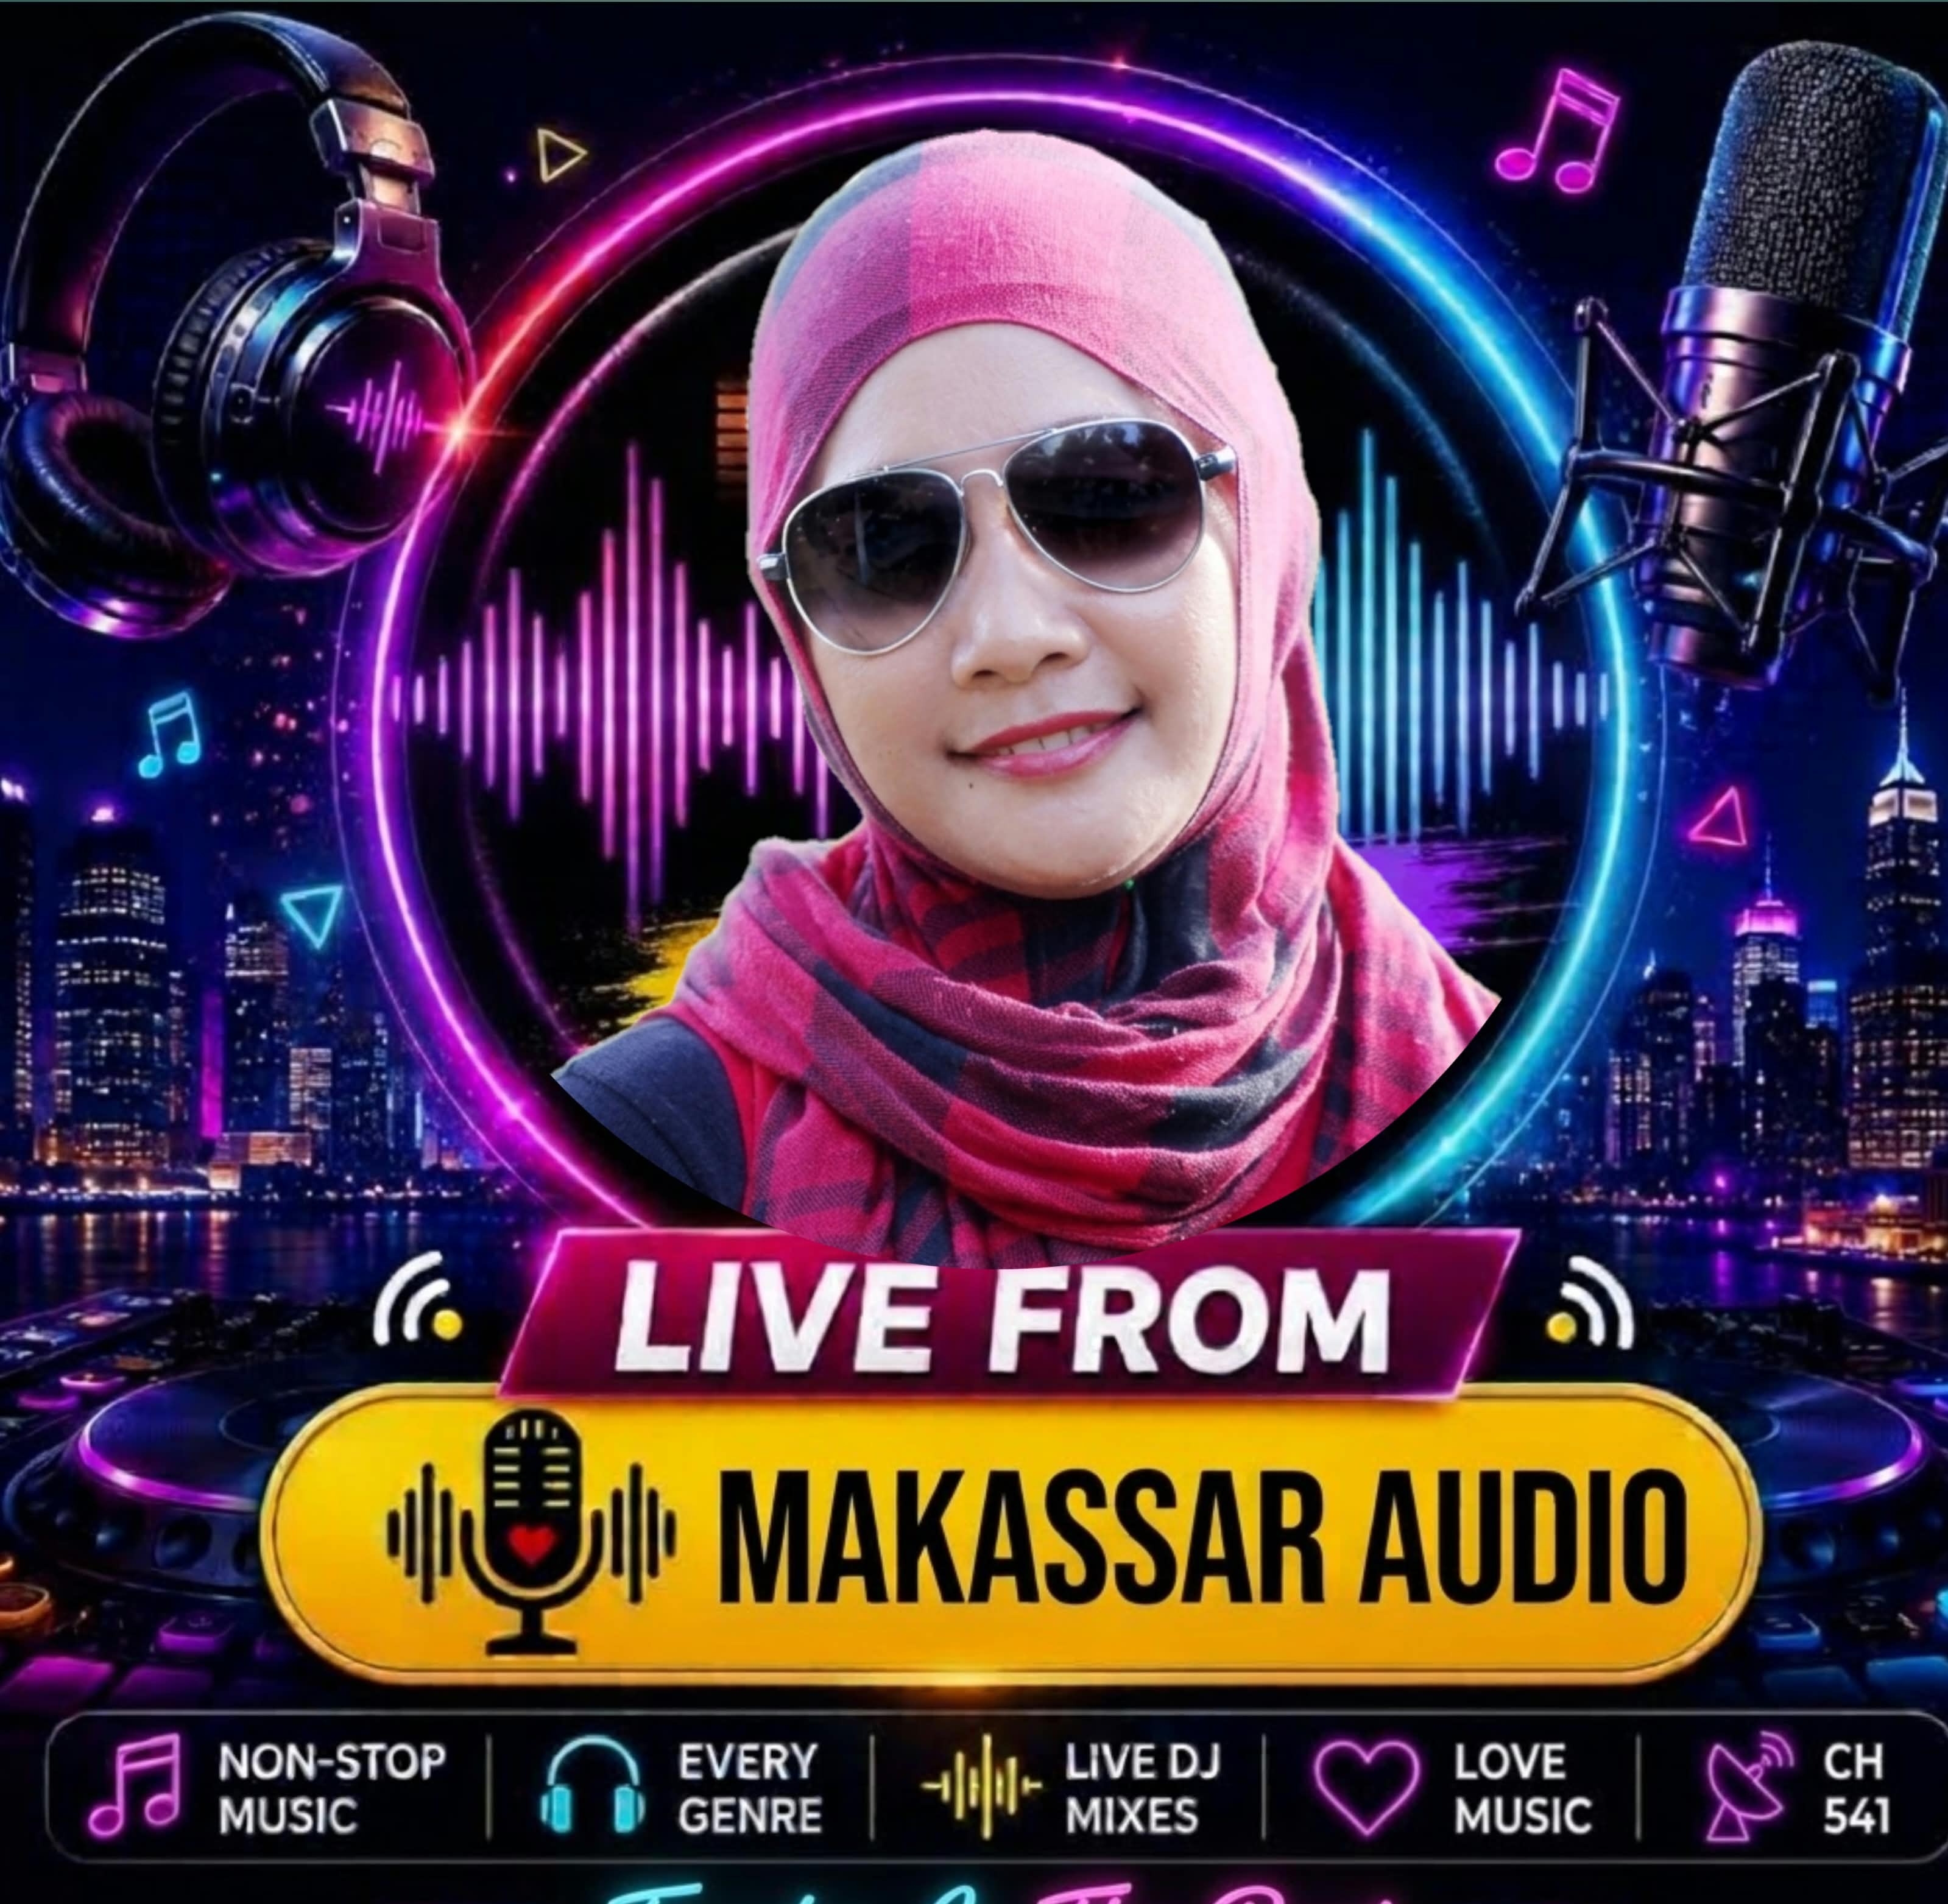 LIVE FROM
MAKASSAR AUDIO
NON-STOP
MUSIC
EVERY
GENRE
LIVE DJ
MIXES
LOVE
MUSIC
CH
541